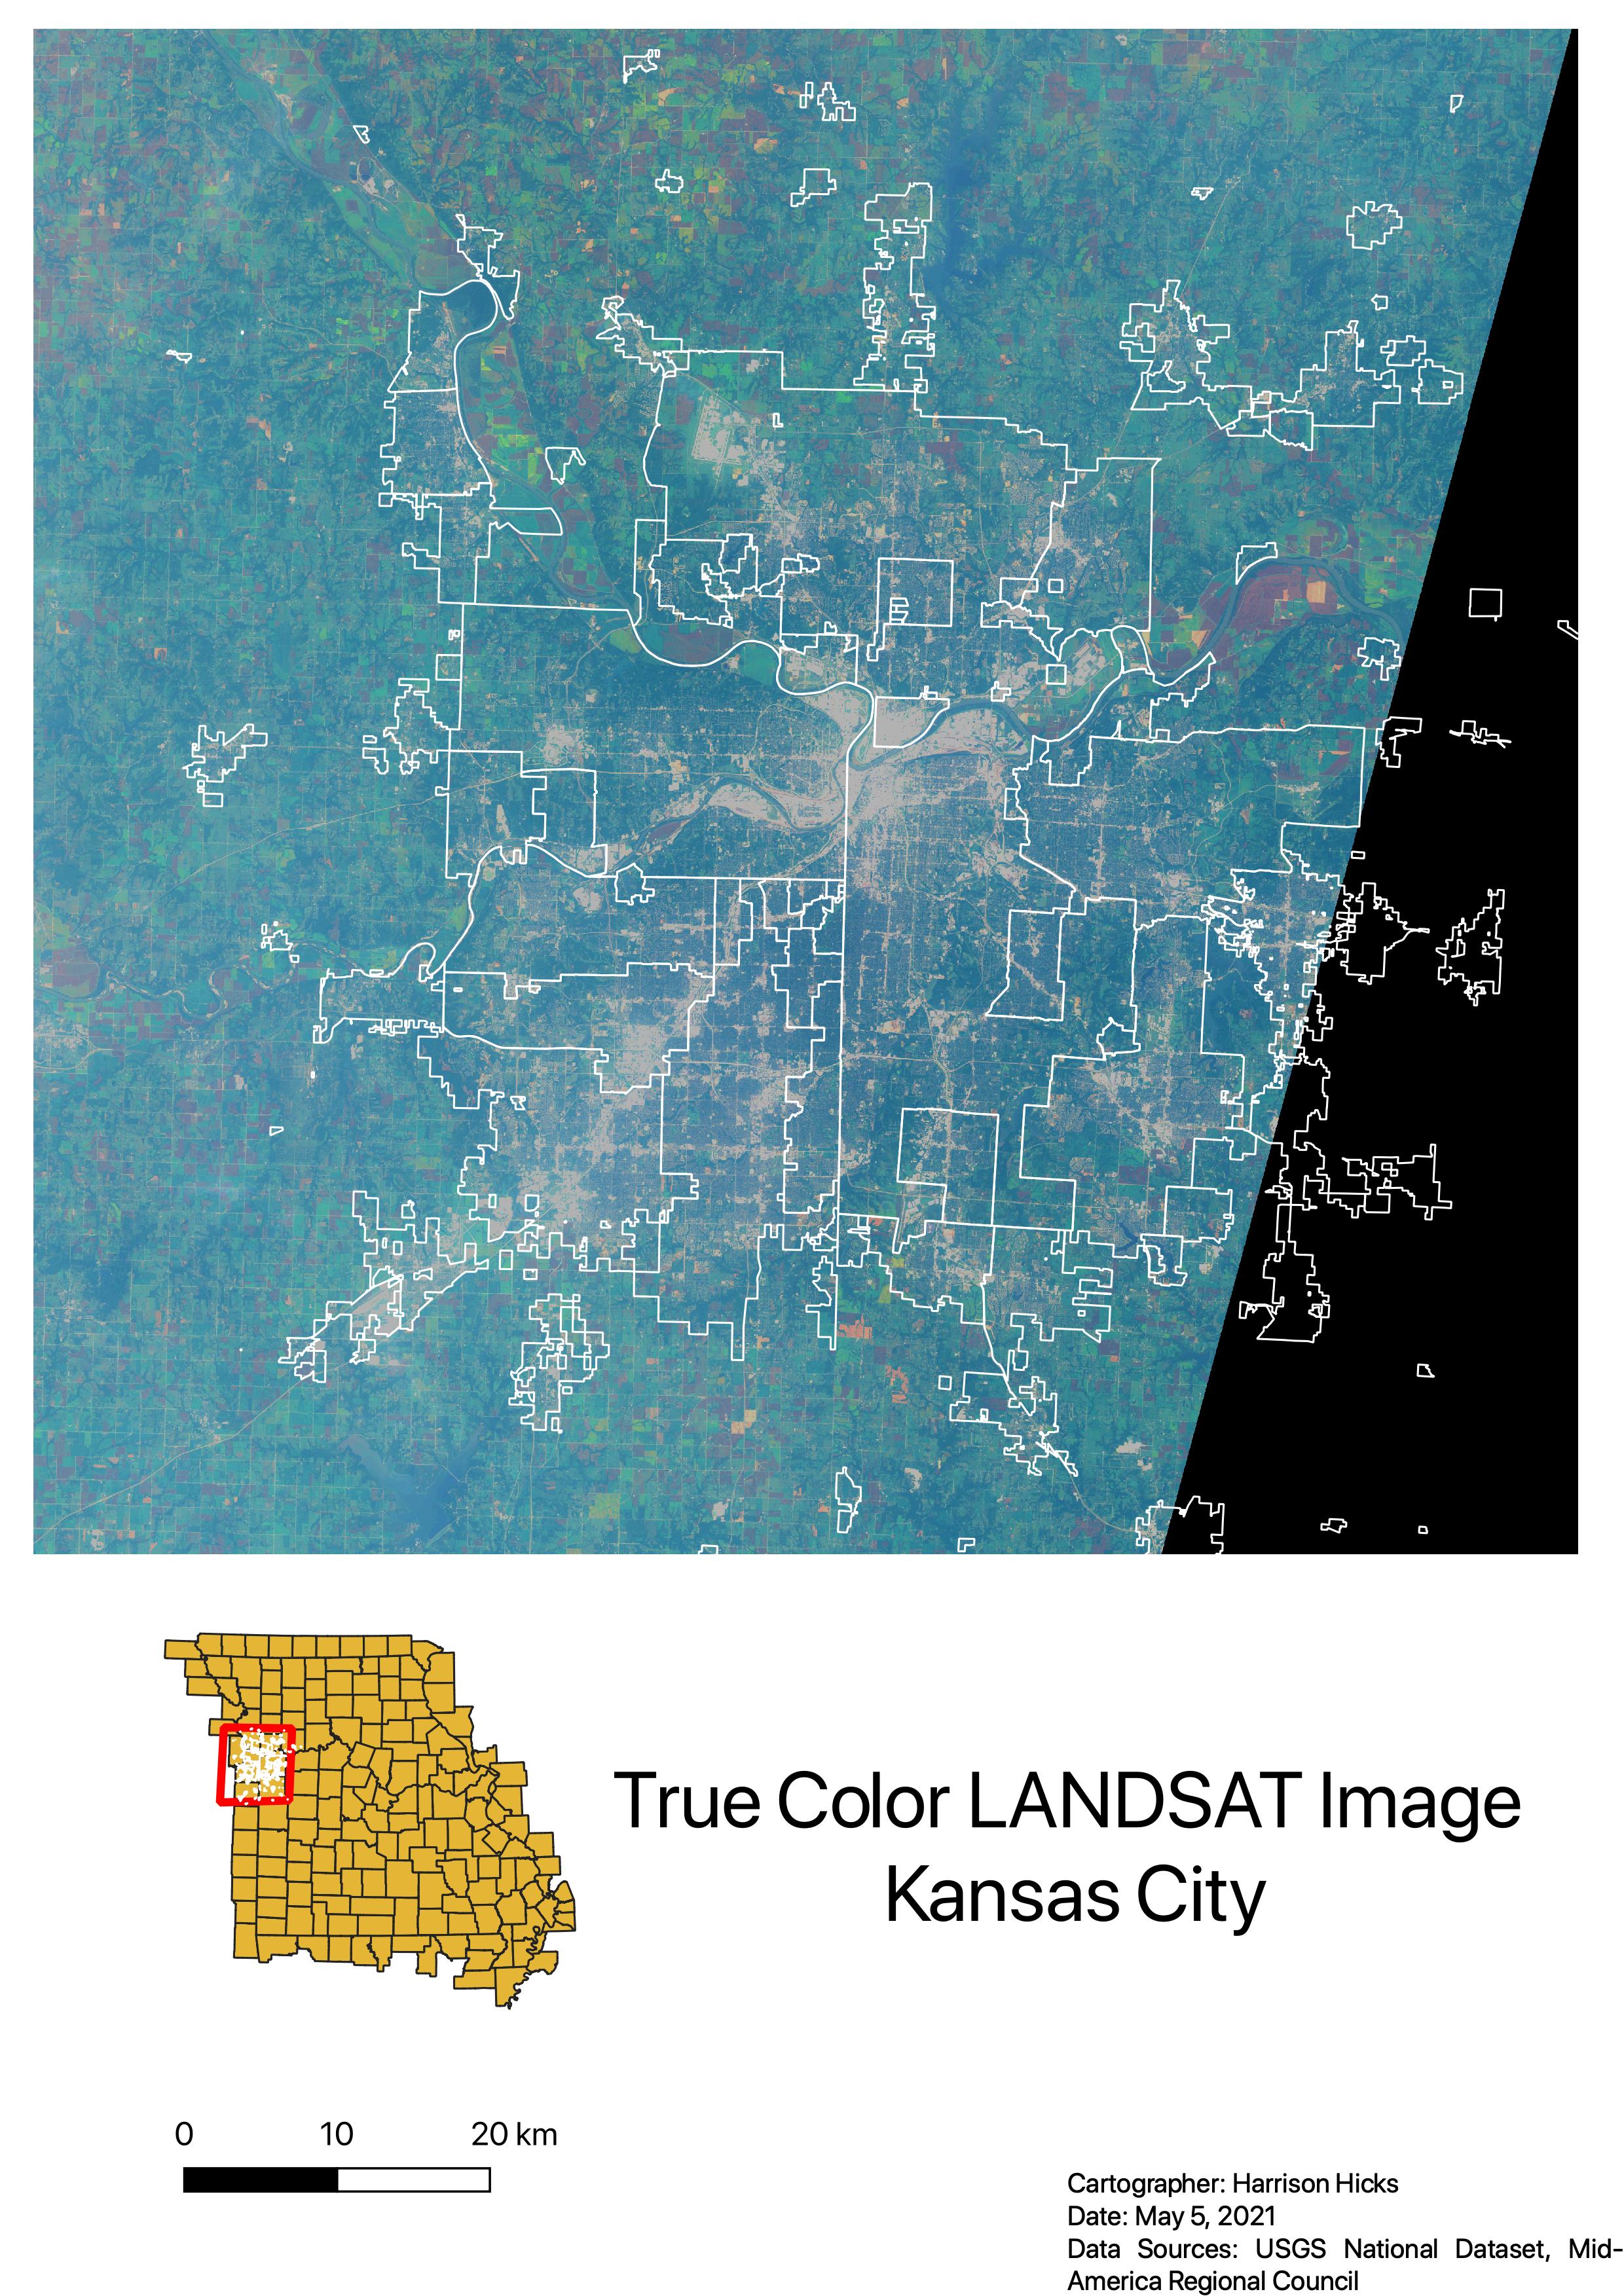 True Color LANDSAT Image
Kansas City
0 10 20 km
Cartographer: Harrison Hicks
Date: May 5, 2021
Data Sources: USGS National Dataset, Mid-
America Regional Council